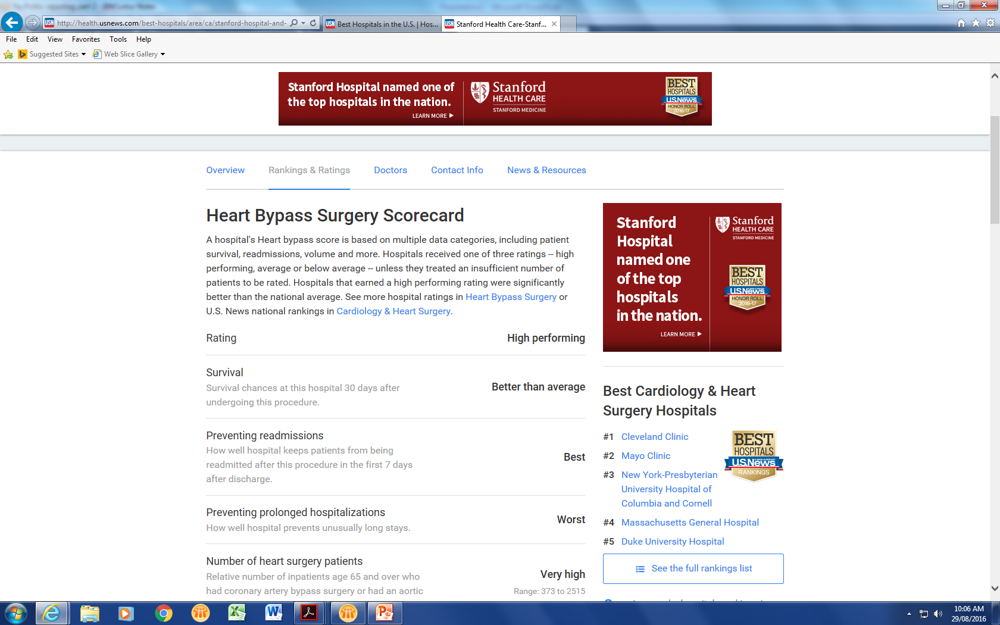 http://health.usnews.com/best-hospitals/area/ca/stanford-hospital-and-
USN Best Hospitals in the U.S. | Hos...
USN Stanford Health Care-Stanf...
File Edit View Favorites Tools Help
Suggested Sites Web Slice Gallery
Stanford Hospital named one of
the top hospitals in the nation.
LEARN MORE
Stanford
HEALTH CARE
STANFORD MEDICINE
BEST
HOSPITALS
U.S.News
HONOR ROLL
2016-17
Overview Rankings & Ratings Doctors Contact Info News & Resources
Heart Bypass Surgery Scorecard
A hospital's Heart bypass score is based on multiple data categories, including patient
survival, readmissions, volume and more. Hospitals received one of three ratings -- high
performing, average or below average -- unless they treated an insufficient number of
patients to be rated. Hospitals that earned a high performing rating were significantly
better than the national average. See more hospital ratings in Heart Bypass Surgery or
U.S. News national rankings in Cardiology & Heart Surgery.
Rating High performing
Survival
Survival chances at this hospital 30 days after
undergoing this procedure.
Better than average
Preventing readmissions
How well hospital keeps patients from being
readmitted after this procedure in the first 7 days
after discharge.
Best
Preventing prolonged hospitalizations
How well hospital prevents unusually long stays.
Worst
Number of heart surgery patients
Relative number of inpatients age 65 and over who
had coronary artery bypass surgery or had an aortic
Very high
Range: 373 to 2515
Stanford
Hospital
named one
of the top
hospitals
in the nation.
LEARN MORE
Stanford
HEALTH CARE
STANFORD MEDICINE
BEST
HOSPITALS
U.S.News
HONOR ROLL
2016-17
Best Cardiology & Heart
Surgery Hospitals
#1 Cleveland Clinic
#2 Mayo Clinic
#3 New York-Presbyterian
University Hospital of
Columbia and Cornell
#4 Massachusetts General Hospital
#5 Duke University Hospital
BEST
HOSPITALS
U.S.News
RANKINGS
See the full rankings list
10:06 AM
29/08/2016